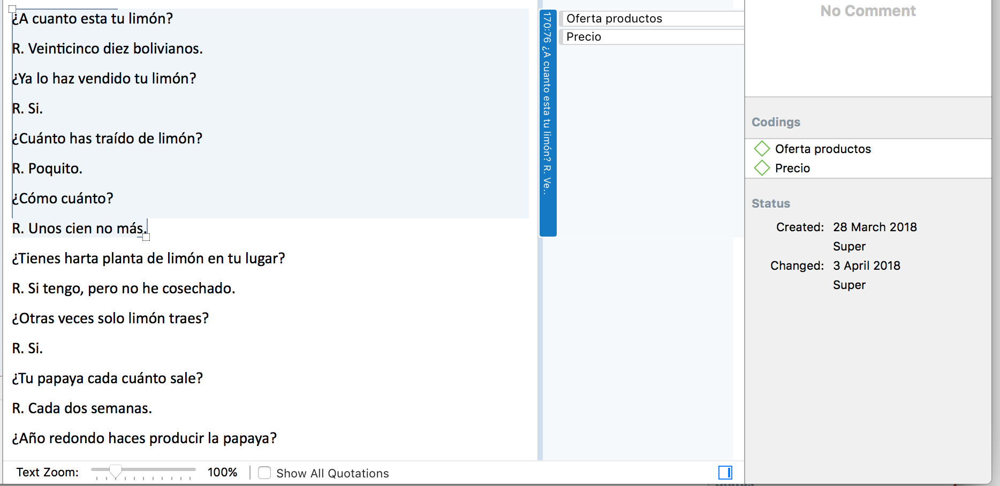 ¿A cuanto esta tu limón?
R. Veinticinco diez bolivianos.
¿Ya lo haz vendido tu limón?
R. Si.
¿Cuánto has traído de limón?
R. Poquito.
¿Cómo cuánto?
R. Unos cien no más.
¿Tienes harta planta de limón en tu lugar?
R. Si tengo, pero no he cosechado.
¿Otras veces solo limón traes?
R. Si.
¿Tu papaya cada cuánto sale?
R. Cada dos semanas.
¿Año redondo haces producir la papaya?
170:76 ¿A cuanto esta tu limón? R. Ve..
Oferta productos
Precio
No Comment
Codings
Oferta productos
Precio
Status
Created: 28 March 2018
Super
Changed: 3 April 2018
Super
Text Zoom: 100% Show All Quotations